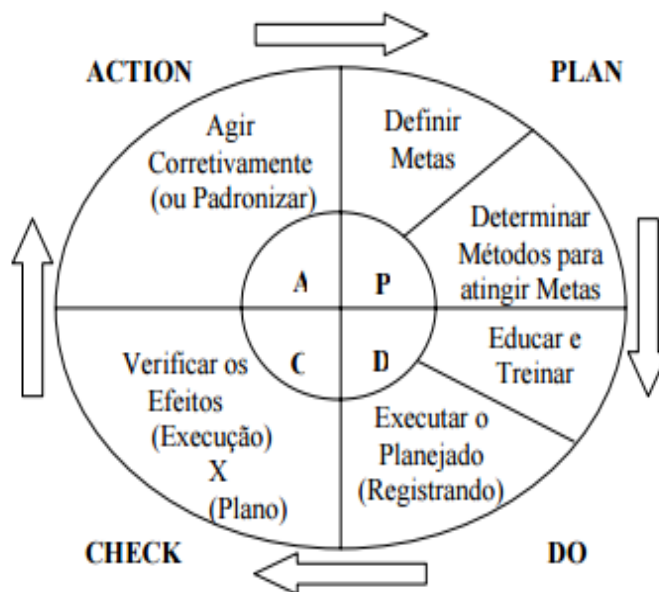 ACTION
PLAN
Agir
Corretivamente
(ou Padronizar)
Definir
Metas
Determinar
Métodos para
atingir Metas
A
P
C
D
Educar e
Treinar
Executar o
Planejado
(Registrando)
Verificar os
Efeitos
(Execução)
X
(Plano)
CHECK
DO